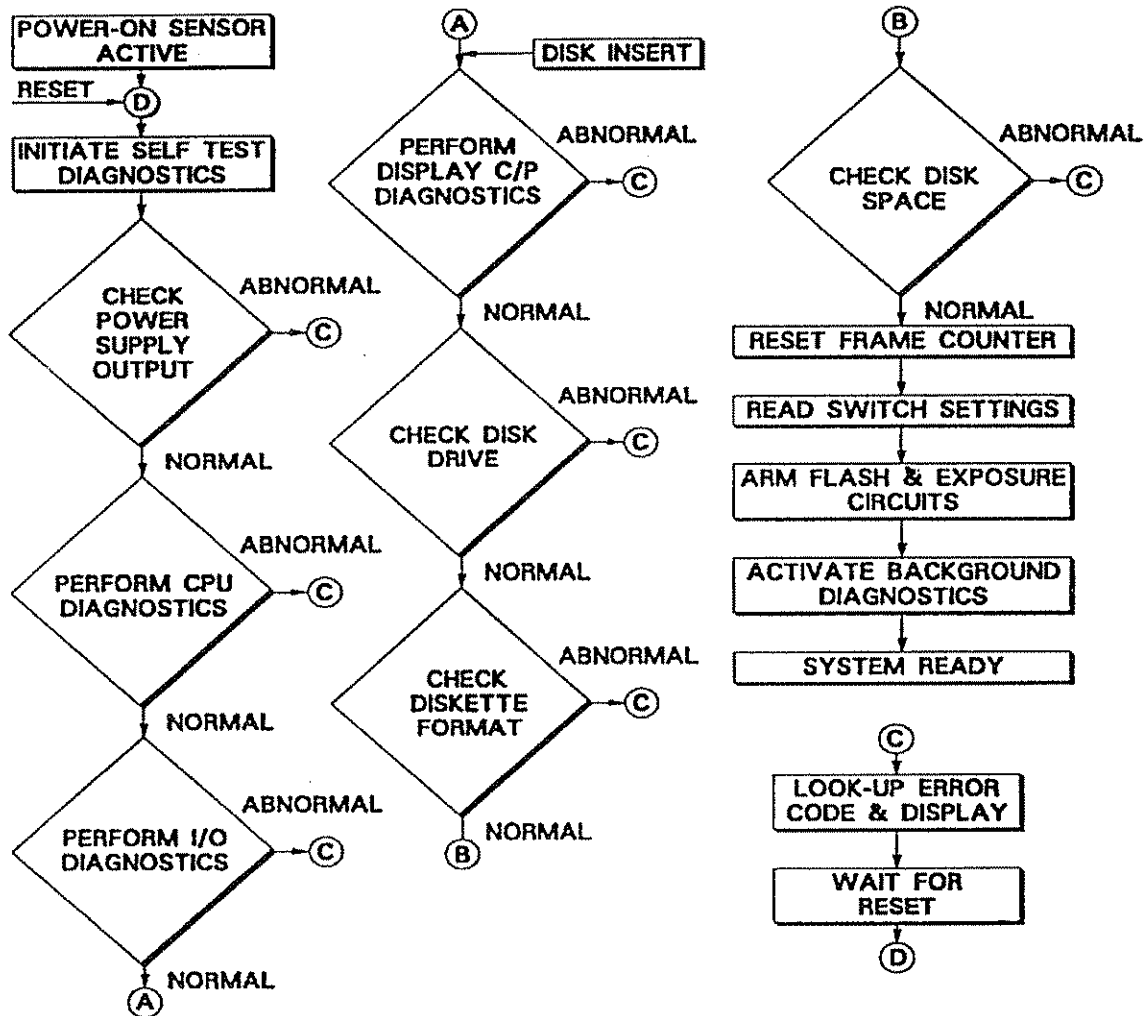 POWER-ON SENSOR
ACTIVE
RESET
D
INITIATE SELF TEST
DIAGNOSTICS
CHECK
POWER
SUPPLY
OUTPUT
ABNORMAL
C
NORMAL
PERFORM CPU
DIAGNOSTICS
ABNORMAL
C
NORMAL
PERFORM I/O
DIAGNOSTICS
ABNORMAL
C
NORMAL
A
A
DISK INSERT
PERFORM
DISPLAY C/P
DIAGNOSTICS
ABNORMAL
C
NORMAL
CHECK DISK
DRIVE
ABNORMAL
C
NORMAL
CHECK
DISKETTE
FORMAT
ABNORMAL
C
NORMAL
B
B
CHECK DISK
SPACE
ABNORMAL
C
NORMAL
RESET FRAME COUNTER
READ SWITCH SETTINGS
ARM FLASH & EXPOSURE
CIRCUITS
ACTIVATE BACKGROUND
DIAGNOSTICS
SYSTEM READY
C
LOOK-UP ERROR
CODE & DISPLAY
WAIT FOR
RESET
D